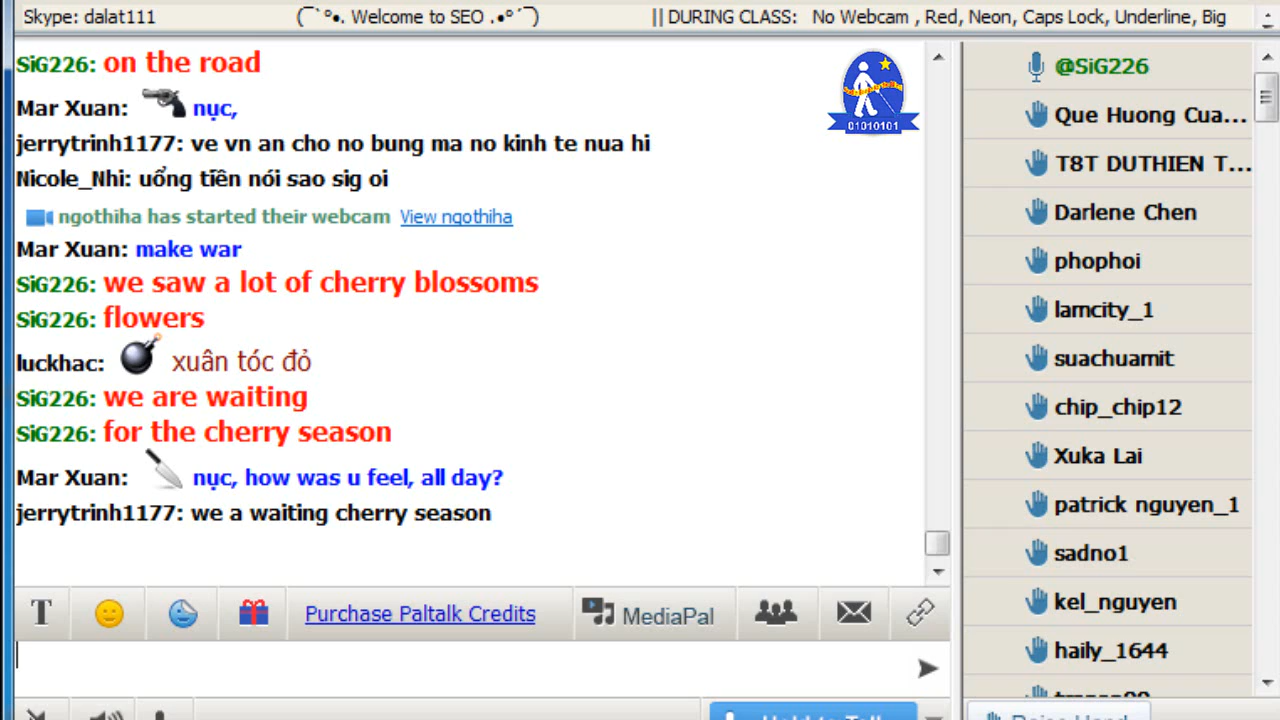 Skype: dalat111 (¯`°•. Welcome to SEO .•°´¯) || DURING CLASS: No Webcam , Red, Neon, Caps Lock, Underline, Big
SiG226: on the road
Mar Xuan: nục,
jerrytrinh1177: ve vn an cho no bung ma no kinh te nua hi
Nicole_Nhi: uổng tiền nói sao sig oi
ngothiha has started their webcam View ngothiha
Mar Xuan: make war
SiG226: we saw a lot of cherry blossoms
SiG226: flowers
luckhac: xuân tóc đỏ
SiG226: we are waiting
SiG226: for the cherry season
Mar Xuan: nục, how was u feel, all day?
jerrytrinh1177: we a waiting cherry season
01010101
T Purchase Paltalk Credits MediaPal
@SiG226
Que Huong Cua...
T8T DUTHIEN T...
Darlene Chen
phophoi
lamcity_1
suachuamit
chip_chip12
Xuka Lai
patrick nguyen_1
sadno1
kel_nguyen
haily_1644